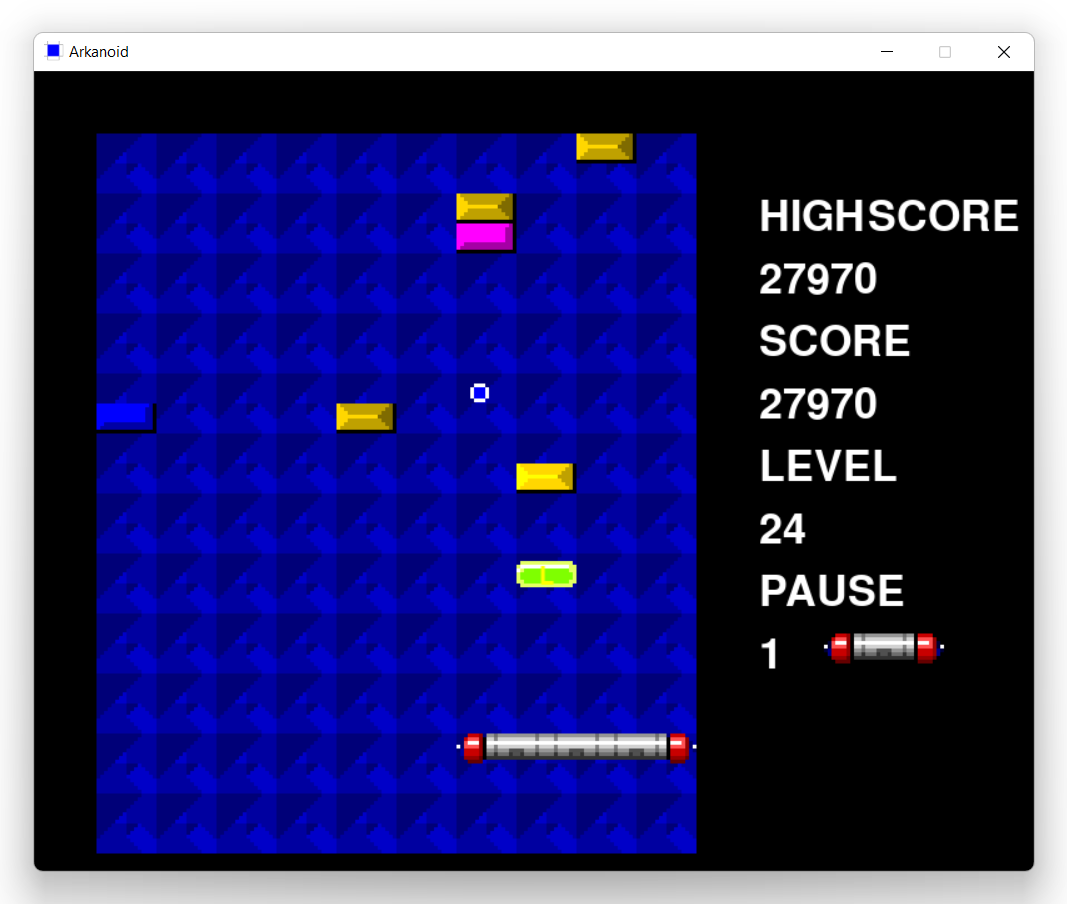 Arkanoid
HIGHSCORE
27970
SCORE
27970
LEVEL
24
PAUSE
1